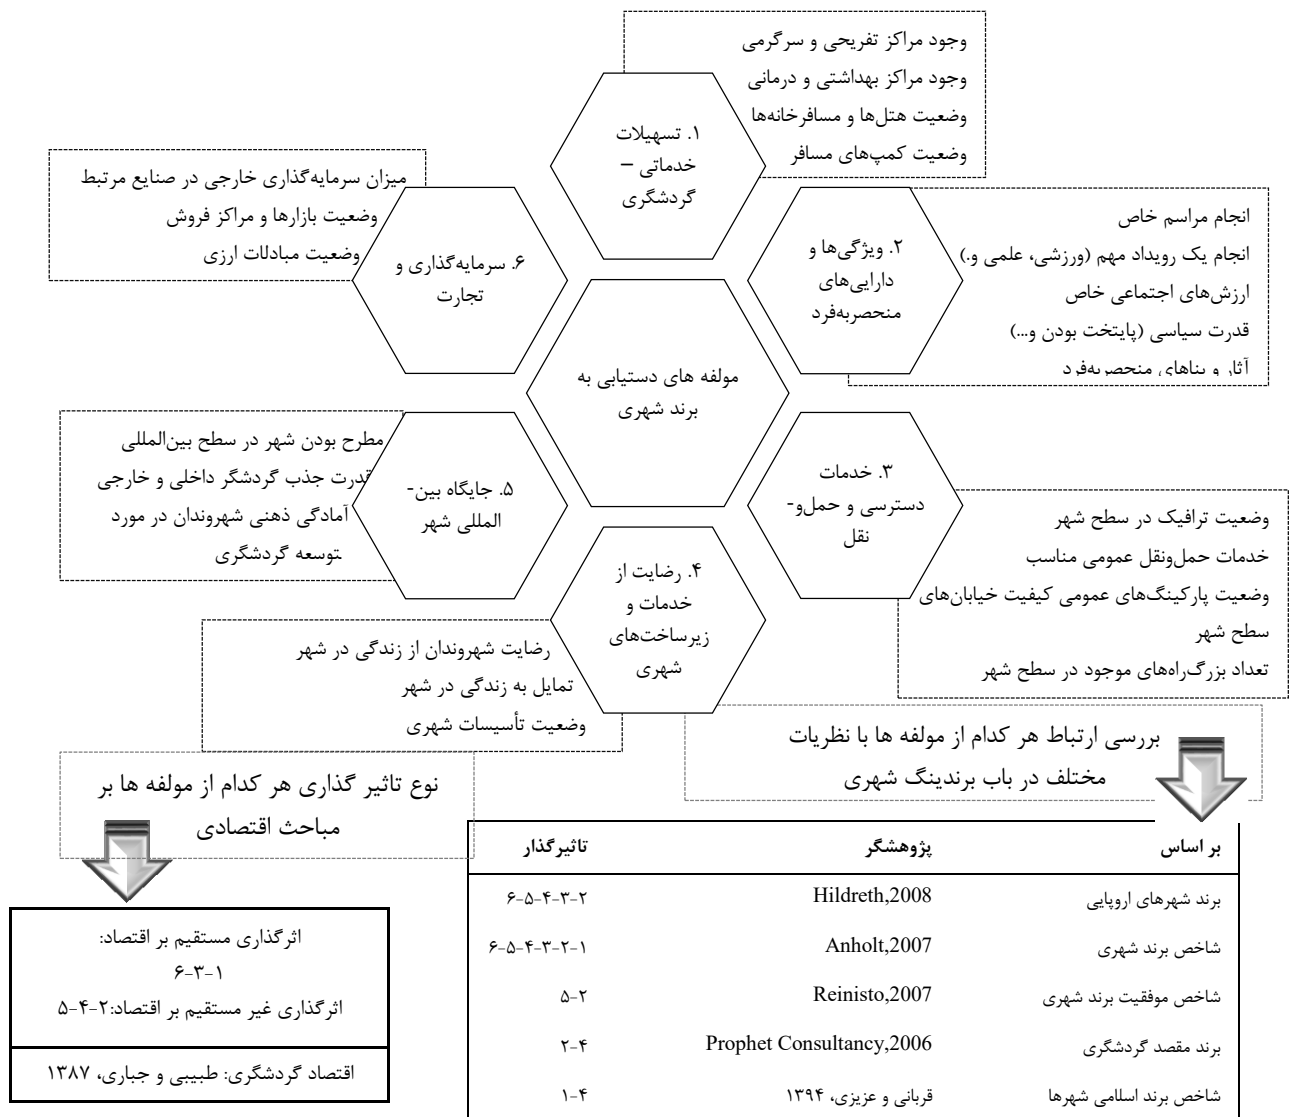 وجود مراکز تفریحی و سرگرمی
وجود مراکز بهداشتی و درمانی
وضعیت هتل‌ها و مسافرخانه‌ها
وضعیت کمپ‌های مسافر
۱. تسهیلات
خدماتی –
گردشگری
انجام مراسم خاص
انجام یک رویداد مهم (ورزشی، علمی و.)
ارزش‌های اجتماعی خاص
قدرت سیاسی (پایتخت بودن و...)
آثار و بناهای منحصربه‌فرد
۲. ویژگی‌ها و
دارایی‌های
منحصربه‌فرد
میزان سرمایه‌گذاری خارجی در صنایع مرتبط
وضعیت بازارها و مراکز فروش
وضعیت مبادلات ارزی
۶. سرمایه‌گذاری و
تجارت
مولفه های دستیابی به
برند شهری
۳. خدمات
دسترسی و حمل‌و-
نقل
وضعیت ترافیک در سطح شهر
خدمات حمل‌ونقل عمومی مناسب
وضعیت پارکینگ‌های عمومی کیفیت خیابان‌های
سطح شهر
تعداد بزرگ‌راه‌های موجود در سطح شهر
مطرح بودن شهر در سطح بین‌المللی
قدرت جذب گردشگر داخلی و خارجی
آمادگی ذهنی شهروندان در مورد
توسعه گردشگری
۵. جایگاه بین-
المللی شهر
۴. رضایت از
خدمات و
زیرساخت‌های
شهری
رضایت شهروندان از زندگی در شهر
تمایل به زندگی در شهر
وضعیت تأسیسات شهری
بررسی ارتباط هر کدام از مولفه ها با نظریات
مختلف در باب برندینگ شهری
نوع تاثیر گذاری هر کدام از مولفه ها بر
مباحث اقتصادی
بر اساس پژوهشگر تاثیرگذار
برند شهرهای اروپایی Hildreth,2008 ۲-۳-۴-۵-۶
شاخص برند شهری Anholt,2007 ۱-۲-۳-۴-۵-۶
شاخص موفقیت برند شهری Reinisto,2007 ۲-۵
برند مقصد گردشگری Prophet Consultancy,2006 ۴-۲
شاخص برند اسلامی شهرها قربانی و عزیزی، ۱۳۹۴ ۴-۱
اثرگذاری مستقیم بر اقتصاد:
۱-۳-۶
اثرگذاری غیر مستقیم بر اقتصاد:۲-۴-۵
اقتصاد گردشگری: طبیبی و جباری، ۱۳۸۷